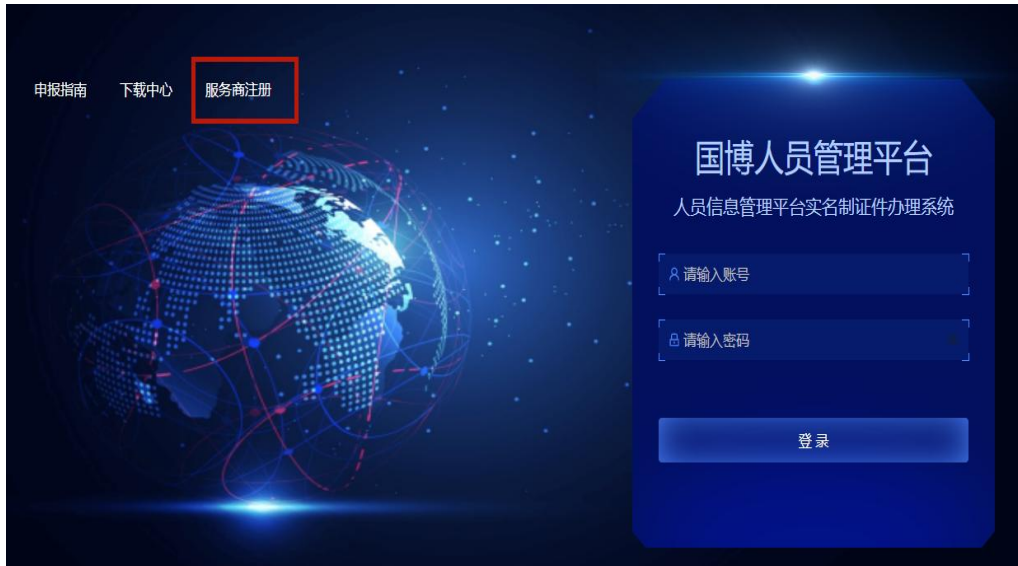 申报指南 下载中心 服务商注册
国博人员管理平台
人员信息管理平台实名制证件办理系统
请输入账号
请输入密码
登录